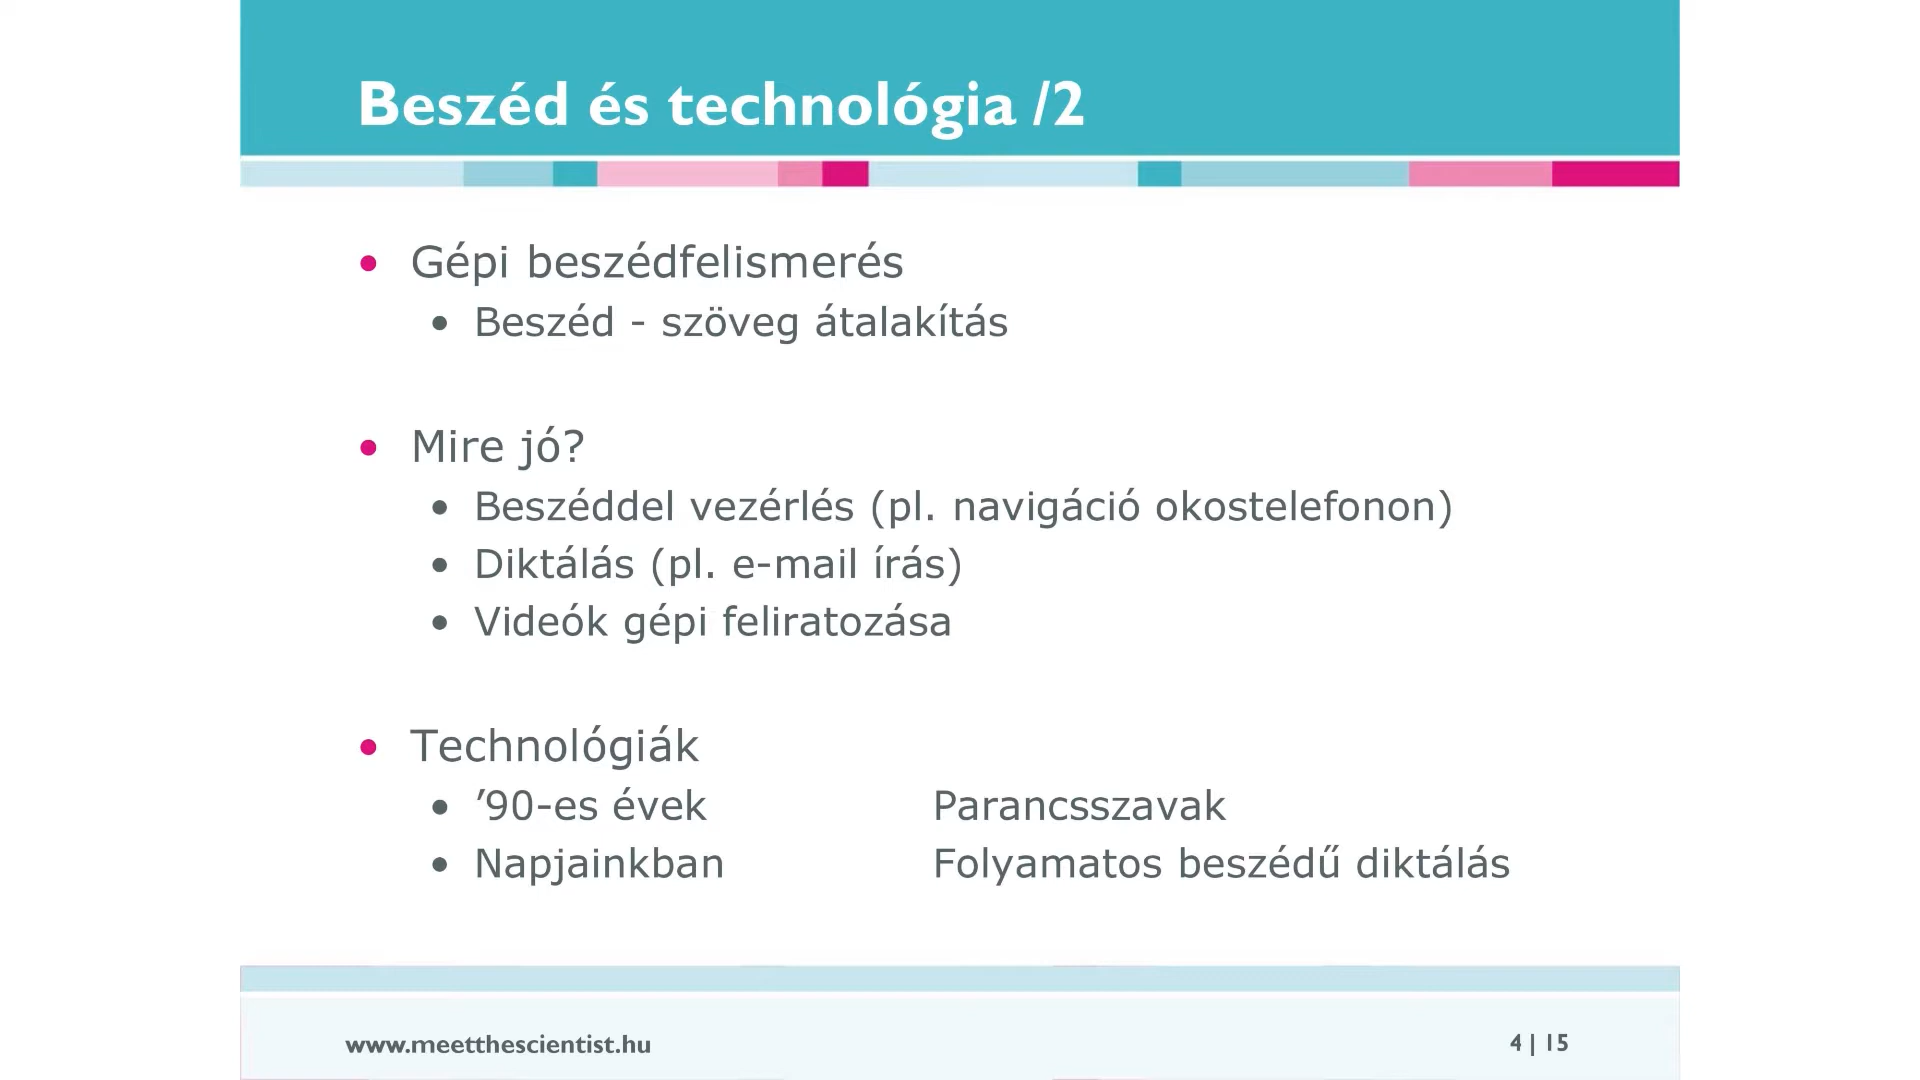 Beszéd és technológia /2
• Gépi beszédfelismerés
• Beszéd - szöveg átalakítás
• Mire jó?
• Beszéddel vezérlés (pl. navigáció okostelefonon)
• Diktálás (pl. e-mail írás)
• Videók gépi feliratozása
• Technológiák
• ’90-es évek Parancsszavak
• Napjainkban Folyamatos beszédű diktálás
www.meetthescientist.hu 4 | 15